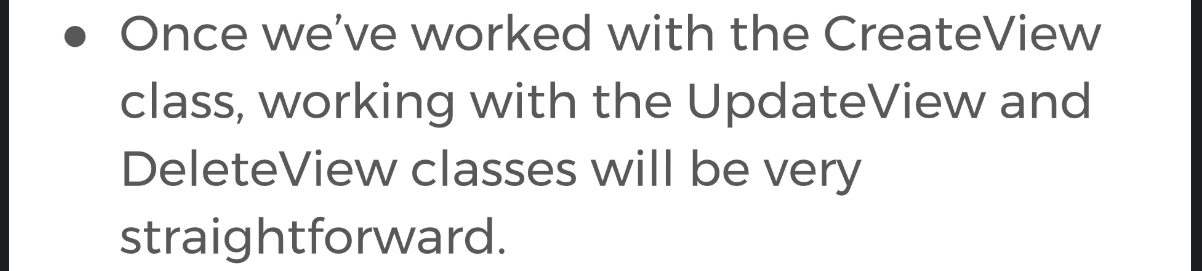 ● Once we’ve worked with the CreateView
class, working with the UpdateView and
DeleteView classes will be very
straightforward.